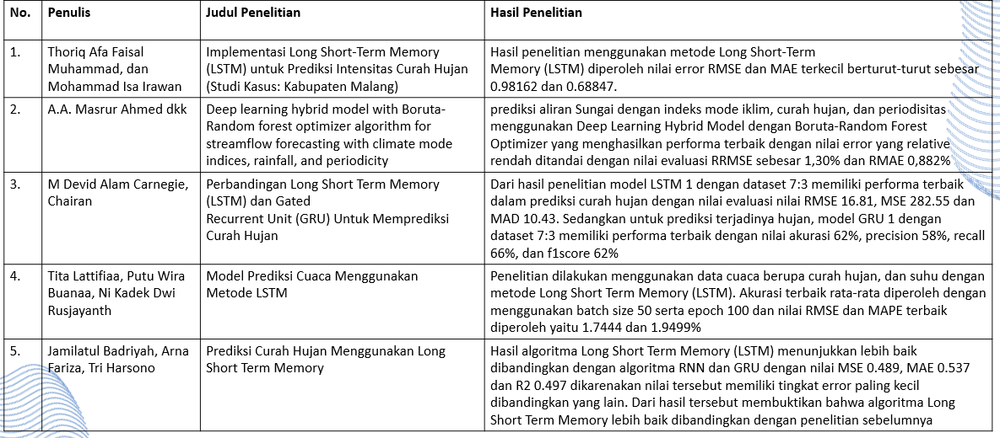 No. Penulis Judul Penelitian Hasil Penelitian
1. Thoriq Afa Faisal
Muhammad, dan
Mohammad Isa Irawan
Implementasi Long Short-Term Memory
(LSTM) untuk Prediksi Intensitas Curah Hujan
(Studi Kasus: Kabupaten Malang)
Hasil penelitian menggunakan metode Long Short-Term
Memory (LSTM) diperoleh nilai error RMSE dan MAE terkecil berturut-turut sebesar
0.98162 dan 0.68847.
2. A.A. Masrur Ahmed dkk
Deep learning hybrid model with Boruta-
Random forest optimizer algorithm for
streamflow forecasting with climate mode
indices, rainfall, and periodicity
prediksi aliran Sungai dengan indeks mode iklim, curah hujan, dan periodisitas
menggunakan Deep Learning Hybrid Model dengan Boruta-Random Forest
Optimizer yang menghasilkan performa terbaik dengan nilai error yang relative
rendah ditandai dengan nilai evaluasi RRMSE sebesar 1,30% dan RMAE 0,882%
3. M Devid Alam Carnegie,
Chairan
Perbandingan Long Short Term Memory
(LSTM) dan Gated
Recurrent Unit (GRU) Untuk Memprediksi
Curah Hujan
Dari hasil penelitian model LSTM 1 dengan dataset 7:3 memiliki performa terbaik
dalam prediksi curah hujan dengan nilai evaluasi nilai RMSE 16.81, MSE 282.55 dan
MAD 10.43. Sedangkan untuk prediksi terjadinya hujan, model GRU 1 dengan
dataset 7:3 memiliki performa terbaik dengan nilai akurasi 62%, precision 58%, recall
66%, dan f1score 62%
4. Tita Lattifiaa, Putu Wira
Buanaa, Ni Kadek Dwi
Rusjayanth
Model Prediksi Cuaca Menggunakan
Metode LSTM
Penelitian dilakukan menggunakan data cuaca berupa curah hujan, dan suhu dengan
metode Long Short Term Memory (LSTM). Akurasi terbaik rata-rata diperoleh dengan
menggunakan batch size 50 serta epoch 100 dan nilai RMSE dan MAPE terbaik
diperoleh yaitu 1.7444 dan 1.9499%
5. Jamilatul Badriyah, Arna
Fariza, Tri Harsono
Prediksi Curah Hujan Menggunakan Long
Short Term Memory
Hasil algoritma Long Short Term Memory (LSTM) menunjukkan lebih baik
dibandingkan dengan algoritma RNN dan GRU dengan nilai MSE 0.489, MAE 0.537
dan R2 0.497 dikarenakan nilai tersebut memiliki tingkat error paling kecil
dibandingkan yang lain. Dari hasil tersebut membuktikan bahwa algoritma Long
Short Term Memory lebih baik dibandingkan dengan penelitian sebelumnya